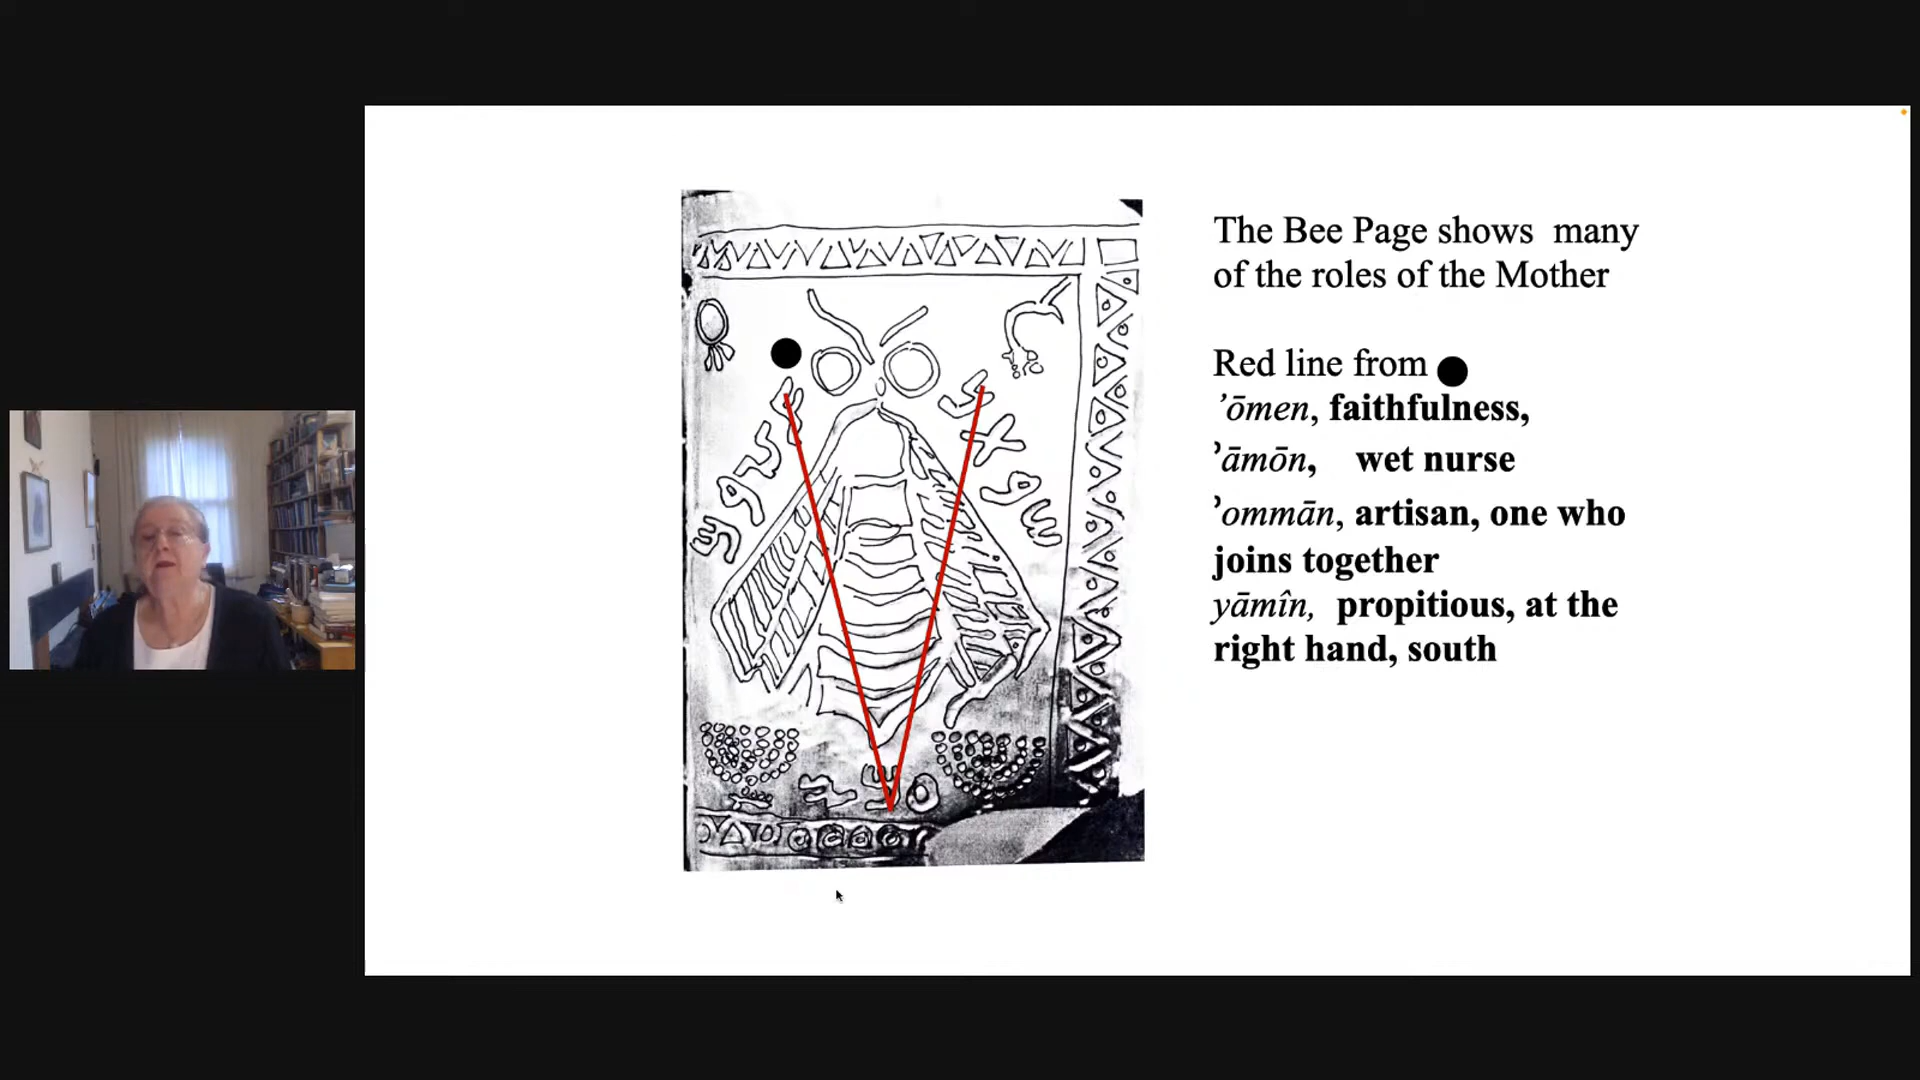 The Bee Page shows many
of the roles of the Mother
Red line from
ʾōmen, faithfulness,
ʾāmōn, wet nurse
ʾommān, artisan, one who
joins together
yāmîn, propitious, at the
right hand, south